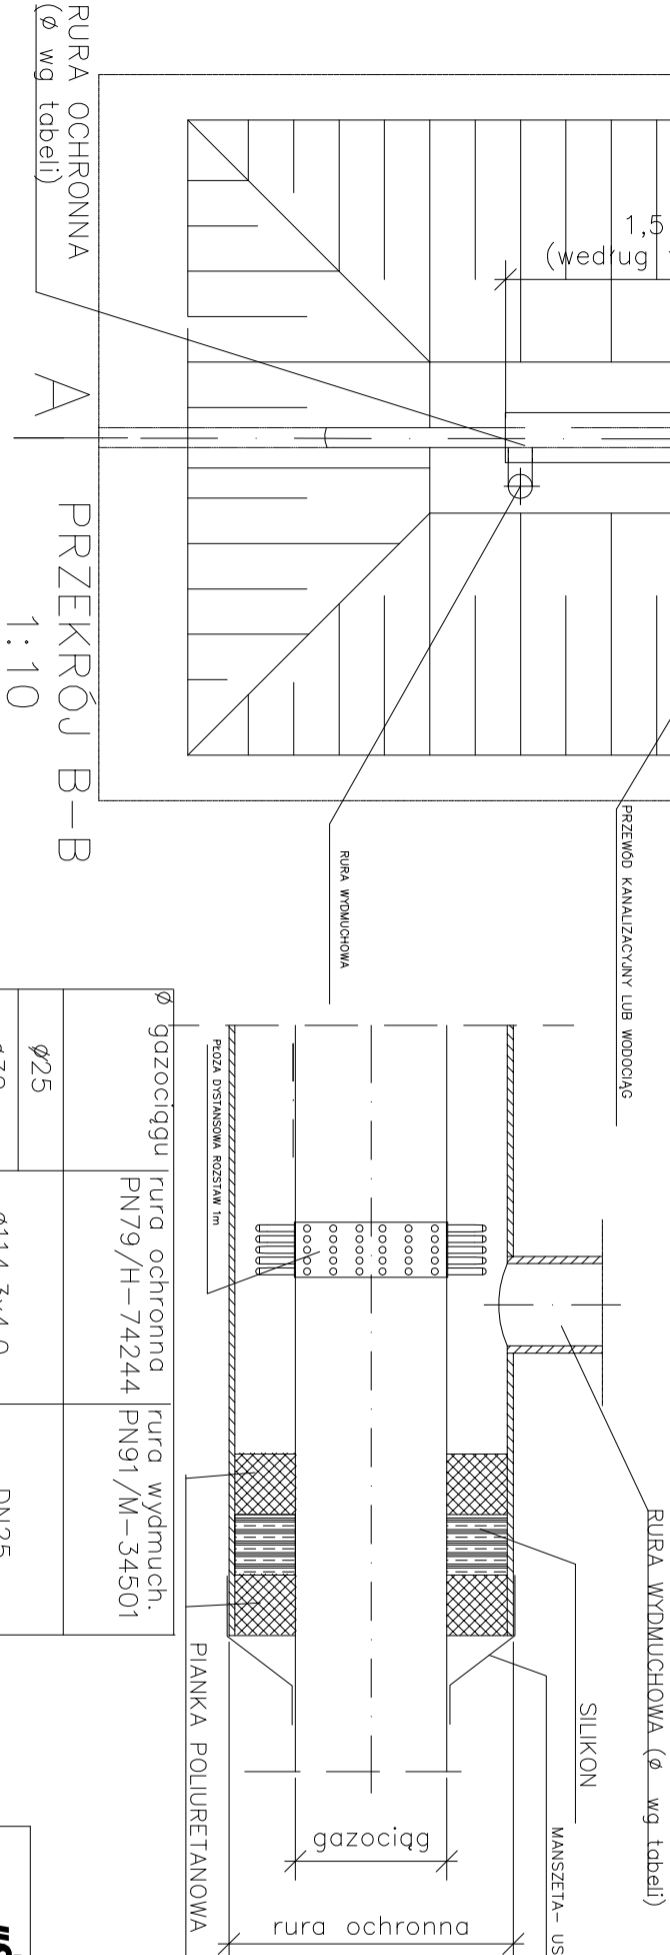 RURA OCHRONNA
(ø wg tabeli)
A
1,5
(według
PRZEKRÓJ B-B
1:10
PRZEWÓD KANALIZACYJNY LUB WODOCIĄG
RURA WYDMUCHOWA
PŁOZA DYSTANSOWA ROZSTAW 1m
ø gazociągu
rura ochronna
PN79/H-74244
rura wydmuch.
PN91/M-34501
ø25
RURA WYDMUCHOWA (ø wg tabeli)
SILIKON
MANSZETA- US
PIANKA POLIURETANOWA
gazociąg
rura ochronna